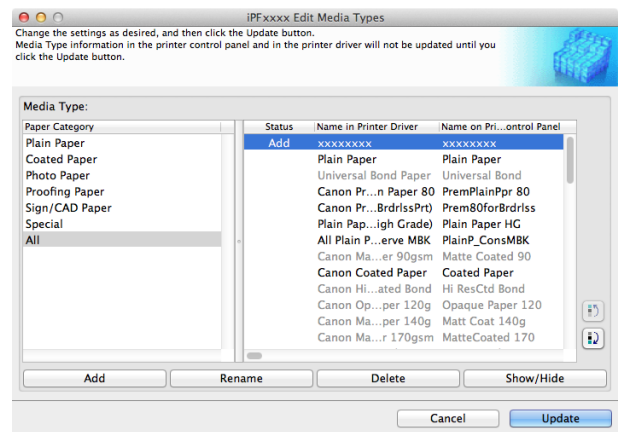 iPFxxxx Edit Media Types
Change the settings as desired, and then click the Update button.
Media Type information in the printer control panel and in the printer driver will not be updated until you
click the Update button.
Media Type:
Paper Category Status Name in Printer Driver Name on Pri...ontrol Panel
Plain Paper Add xxxxxxxx xxxxxxxx
Coated Paper Plain Paper Plain Paper
Photo Paper Universal Bond Paper Universal Bond
Proofing Paper Canon Pr...n Paper 80 PremPlainPpr 80
Sign/CAD Paper Canon Pr...BrdrlssPrt) Prem80forBrdrlss
Special Plain Pap...igh Grade) Plain Paper HG
All All Plain P...erve MBK PlainP_ConsMBK
Canon Ma...er 90gsm Matte Coated 90
Canon Coated Paper Coated Paper
Canon Hi...ated Bond Hi ResCtd Bond
Canon Op...per 120g Opaque Paper 120
Canon Ma...per 140g Matt Coat 140g
Canon Ma...r 170gsm MatteCoated 170
Add Rename Delete Show/Hide
Cancel Update